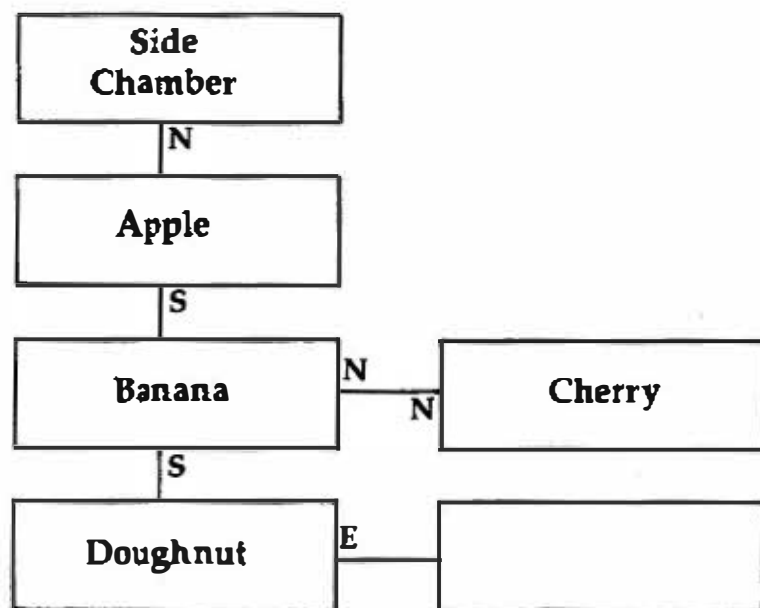 Side
Chamber
N
Apple
S
Banana
N
N
Cherry
S
Doughnut
E